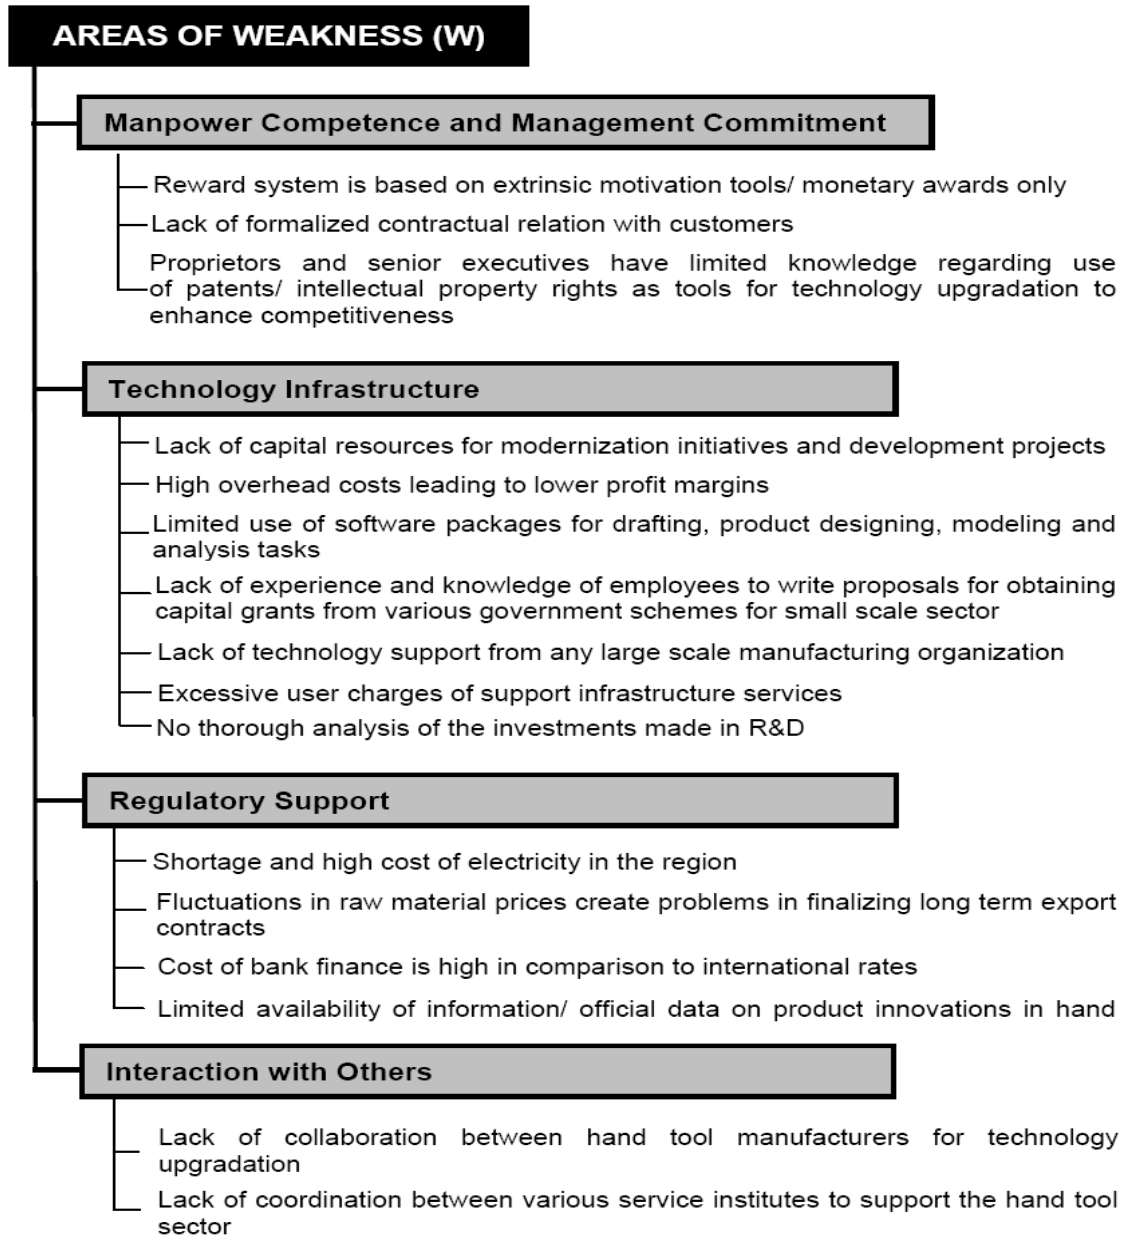 AREAS OF WEAKNESS (W)
Manpower Competence and Management Commitment
Reward system is based on extrinsic motivation tools/ monetary awards only
Lack of formalized contractual relation with customers
Proprietors and senior executives have limited knowledge regarding use
of patents/ intellectual property rights as tools for technology upgradation to
enhance competitiveness
Technology Infrastructure
Lack of capital resources for modernization initiatives and development projects
High overhead costs leading to lower profit margins
Limited use of software packages for drafting, product designing, modeling and
analysis tasks
Lack of experience and knowledge of employees to write proposals for obtaining
capital grants from various government schemes for small scale sector
Lack of technology support from any large scale manufacturing organization
Excessive user charges of support infrastructure services
No thorough analysis of the investments made in R&D
Regulatory Support
Shortage and high cost of electricity in the region
Fluctuations in raw material prices create problems in finalizing long term export
contracts
Cost of bank finance is high in comparison to international rates
Limited availability of information/ official data on product innovations in hand
Interaction with Others
Lack of collaboration between hand tool manufacturers for technology
upgradation
Lack of coordination between various service institutes to support the hand tool
sector